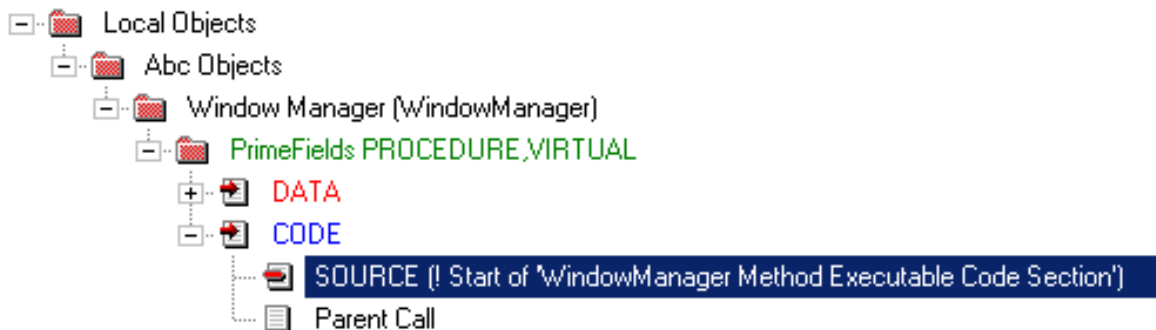 Local Objects
Abc Objects
Window Manager (WindowManager)
PrimeFields PROCEDURE,VIRTUAL
DATA
CODE
SOURCE (! Start of 'WindowManager Method Executable Code Section')
Parent Call